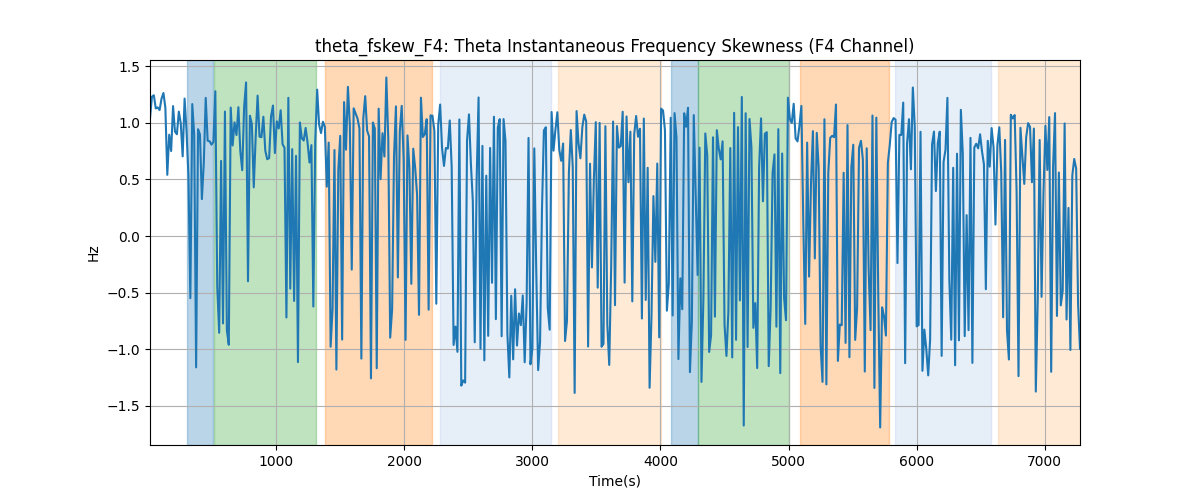 theta_fskew_F4: Theta Instantaneous Frequency Skewness (F4 Channel)
1.5
1.0
0.5
0.0
−0.5
−1.0
−1.5
Hz
1000 2000 3000 4000 5000 6000 7000
Time(s)